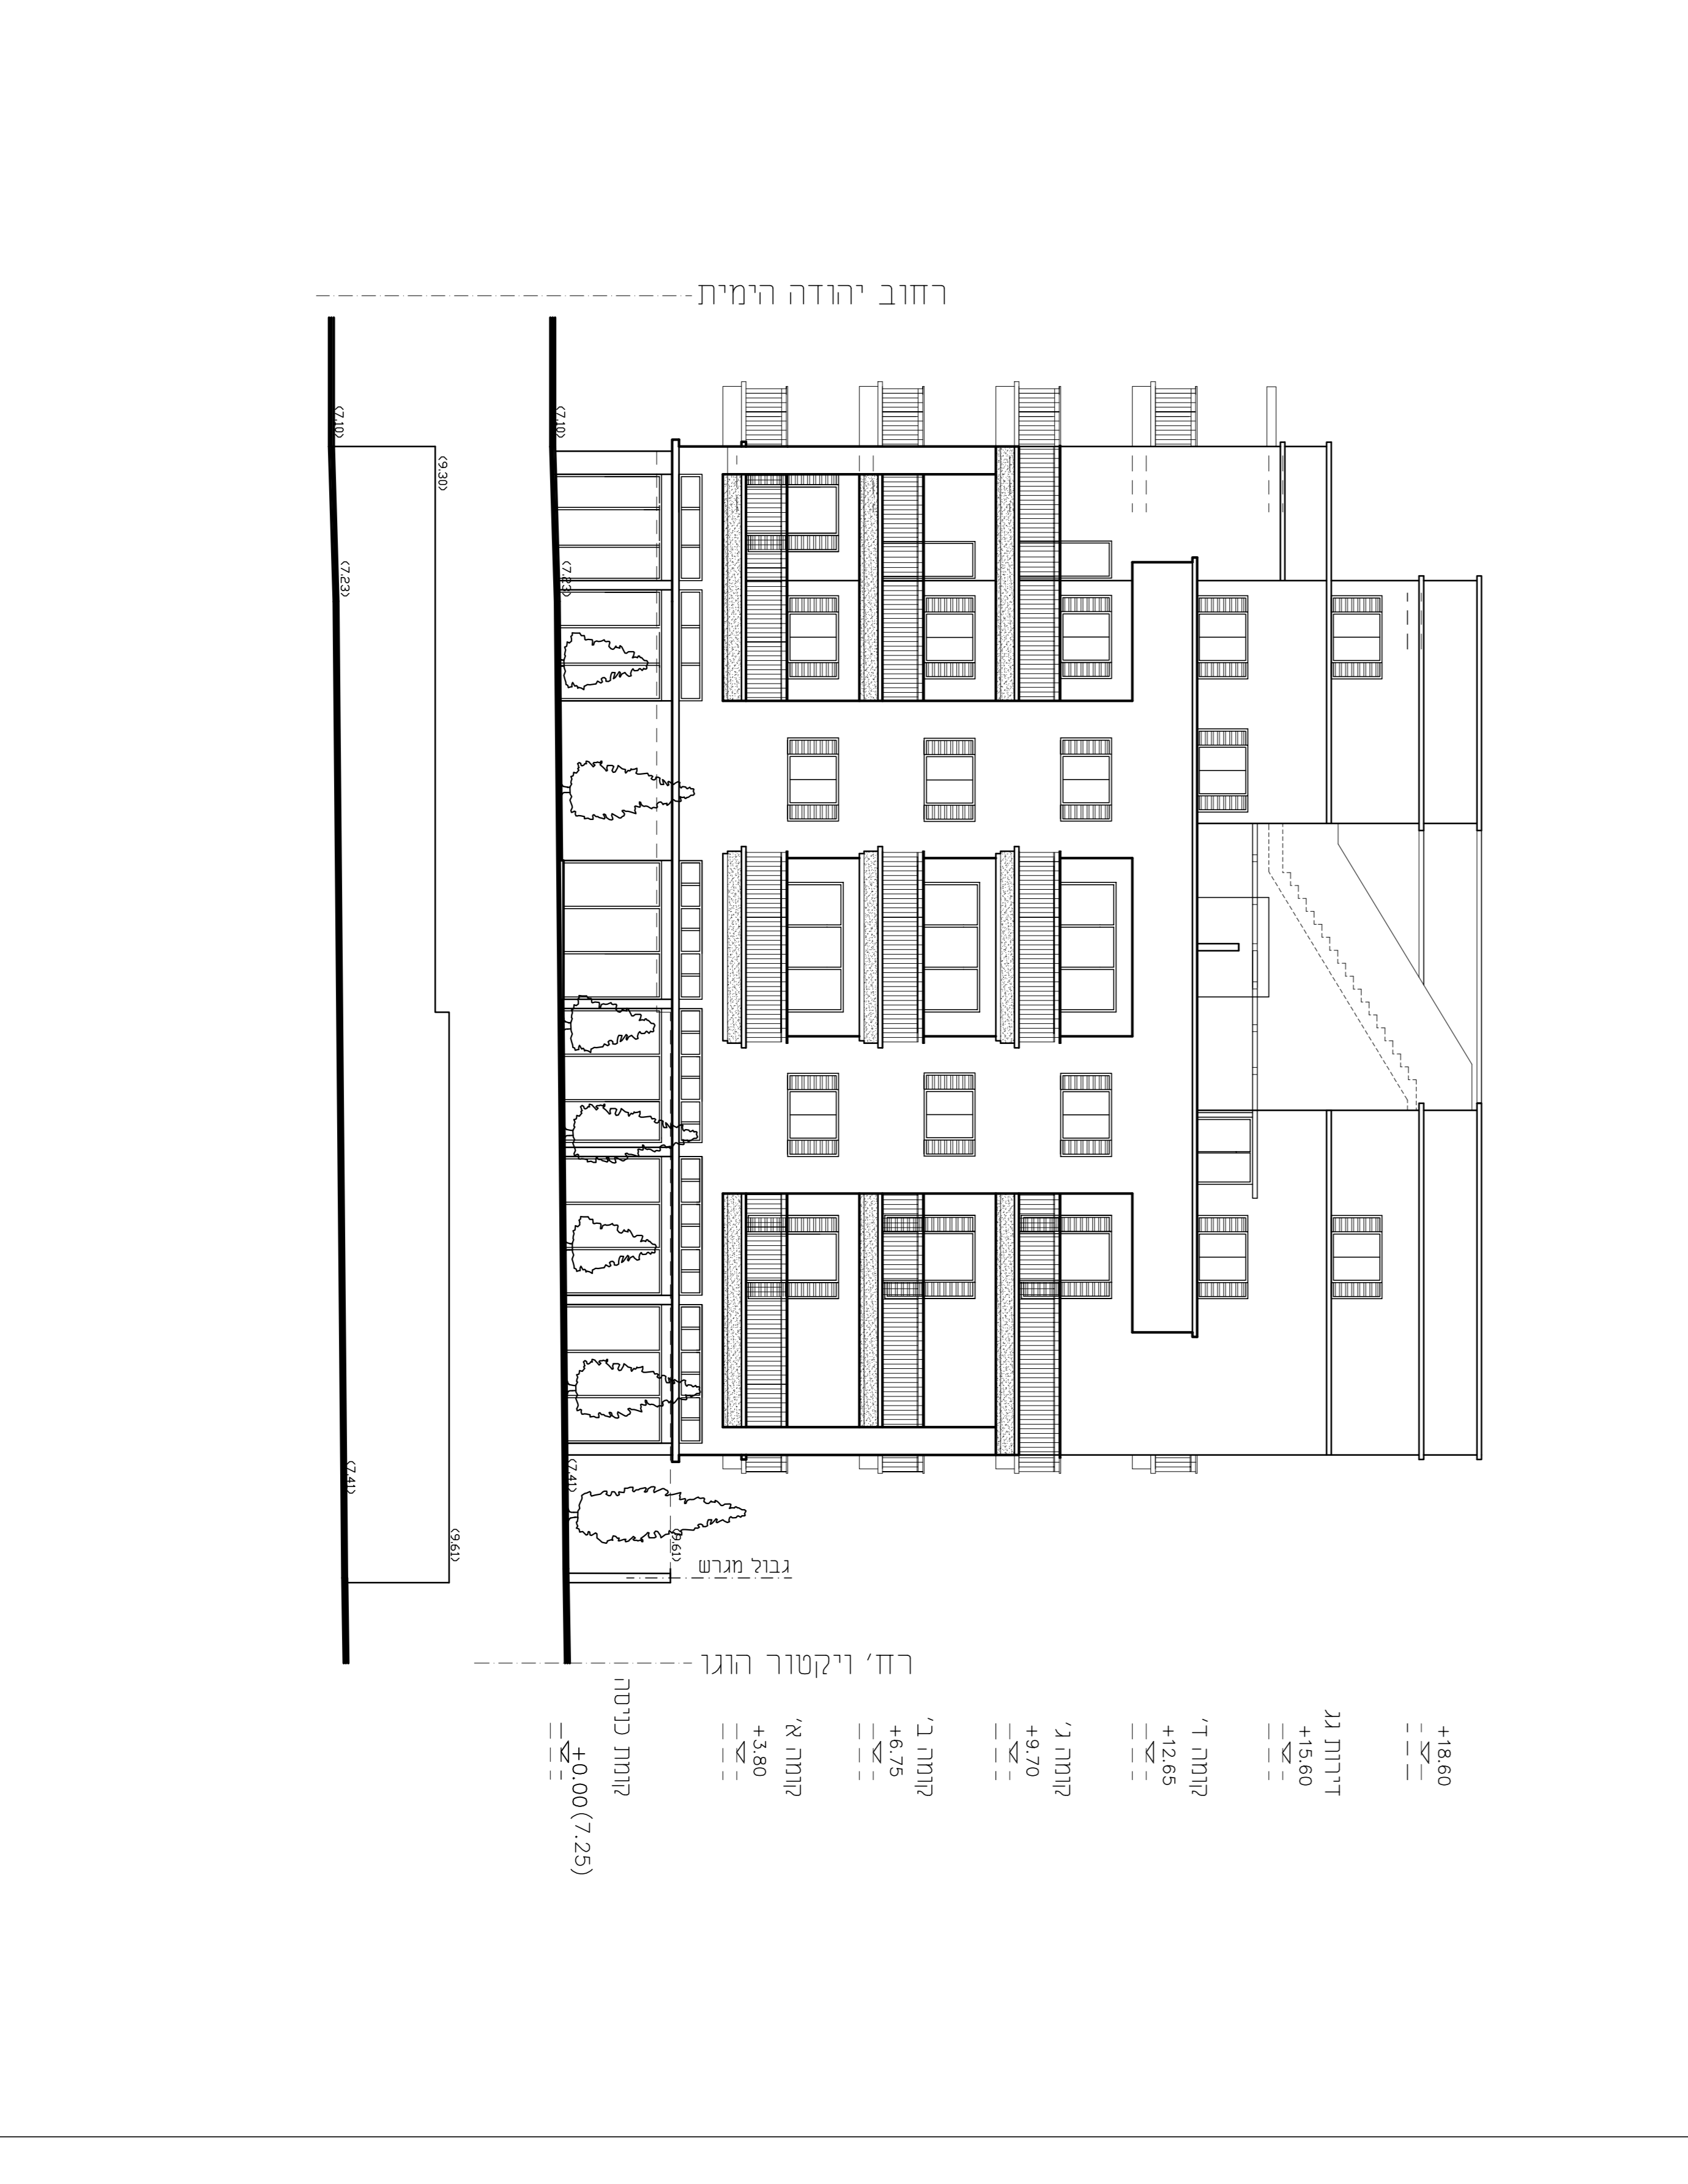 רחוב יהודה הימית
(7.10)
(7.10)
(9.30)
(7.23)
(7.23)
(7.41)
(7.41)
(9.61)
(9.61)
גבול מגרש
רח' ויקטור הוגו
+18.60
דירות גג
+15.60
קומה ד'
+12.65
קומה ג'
+9.70
קומה ב'
+6.75
קומה א'
+3.80
קומת כניסה
+0.00 (7.25)